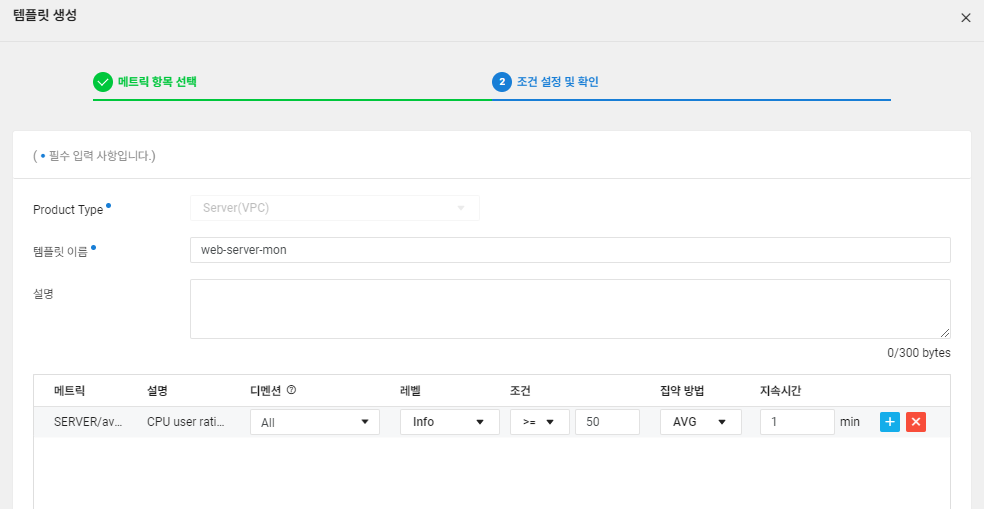 템플릿 생성
메트릭 항목 선택
2 조건 설정 및 확인
( • 필수 입력 사항입니다.)
Product Type
Server(VPC)
템플릿 이름
web-server-mon
설명
0/300 bytes
메트릭 설명 디멘션 레벨 조건 집약 방법 지속시간
SERVER/av... CPU user rati... All Info >= 50 AVG 1 min